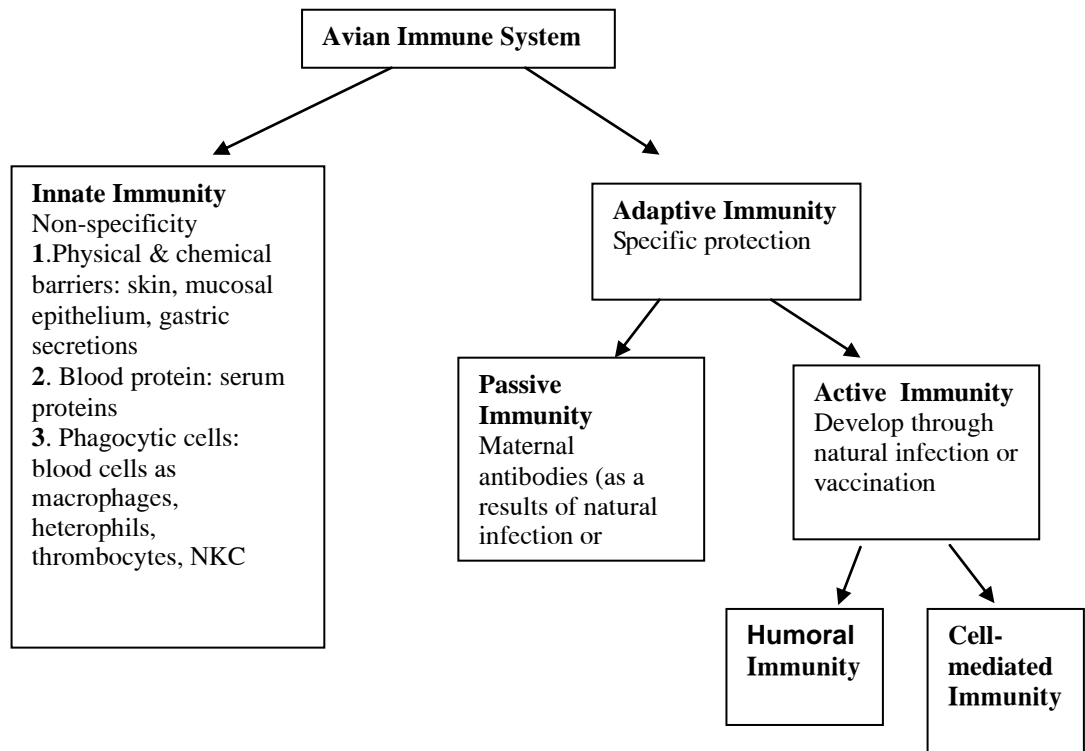 Avian Immune System
Innate Immunity
Non-specificity
1.Physical & chemical
barriers: skin, mucosal
epithelium, gastric
secretions
2. Blood protein: serum
proteins
3. Phagocytic cells:
blood cells as
macrophages,
heterophils,
thrombocytes, NKC
Adaptive Immunity
Specific protection
Passive
Immunity
Maternal
antibodies (as a
results of natural
infection or
Active Immunity
Develop through
natural infection or
vaccination
Humoral
Immunity
Cell-
mediated
Immunity